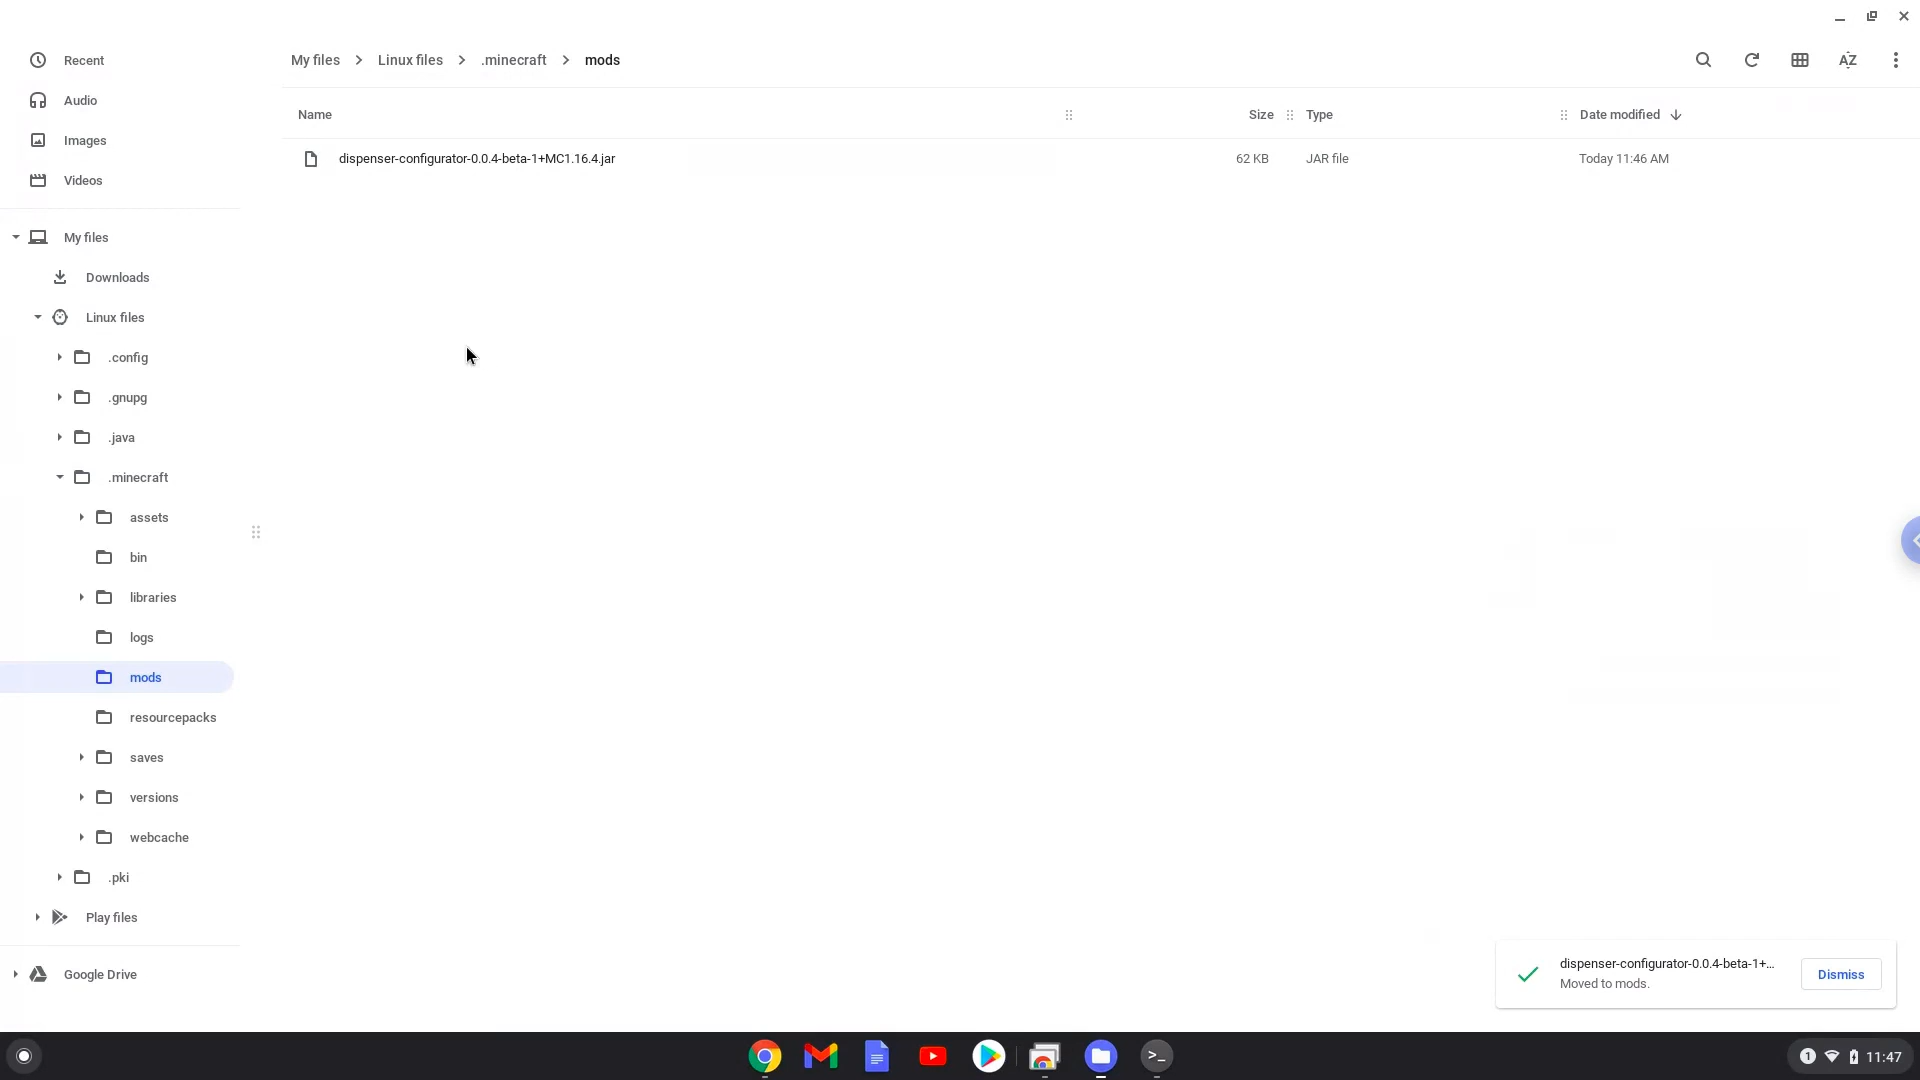 Recent
Audio
Images
Videos
My files
Downloads
Linux files
.config
.gnupg
.java
.minecraft
assets
bin
libraries
logs
mods
resourcepacks
saves
versions
webcache
.pki
Play files
Google Drive
My files Linux files .minecraft mods
AZ
Name Size Type Date modified
dispenser-configurator-0.0.4-beta-1+MC1.16.4.jar 62 KB JAR file Today 11:46 AM
dispenser-configurator-0.0.4-beta-1+...
Moved to mods.
Dismiss
>_
1 11:47